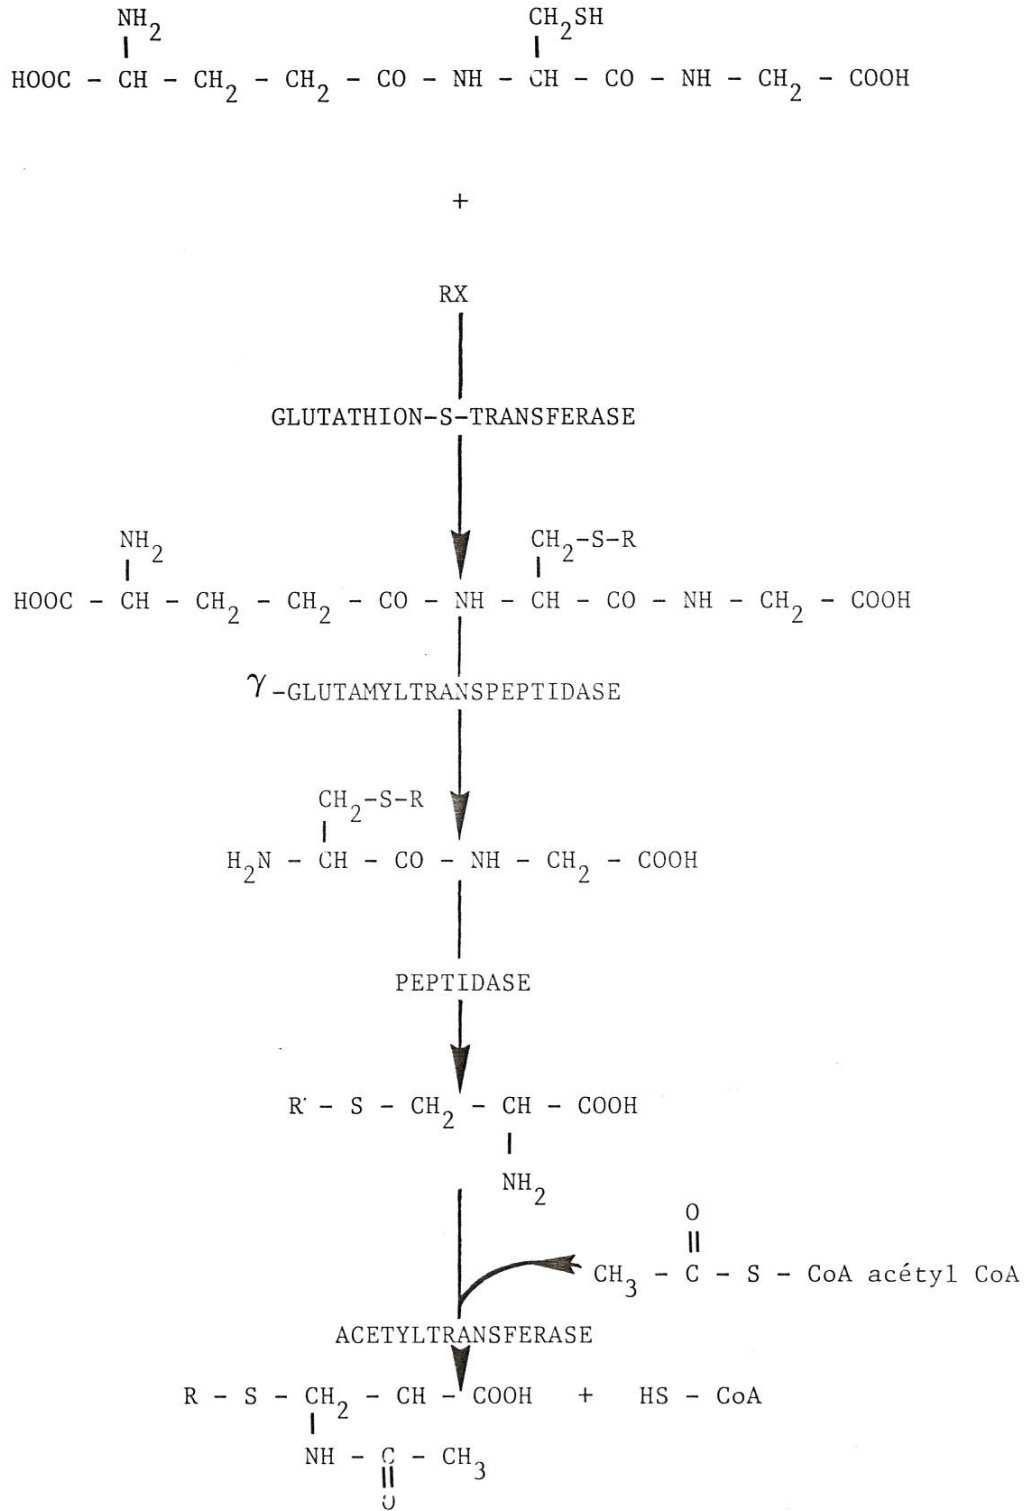 NH2 CH2SH
HOOC - CH - CH2 - CH2 - CO - NH - CH - CO - NH - CH2 - COOH
+
RX
GLUTATHION-S-TRANSFERASE
NH2 CH2-S-R
HOOC - CH - CH2 - CH2 - CO - NH - CH - CO - NH - CH2 - COOH
γ-GLUTAMYLTRANSPEPTIDASE
CH2-S-R
H2N - CH - CO - NH - CH2 - COOH
PEPTIDASE
R - S - CH2 - CH - COOH
NH2
O
CH3 - C - S - CoA acétyl CoA
ACETYLTRANSFERASE
R - S - CH2 - CH - COOH + HS - CoA
NH - C - CH3
O